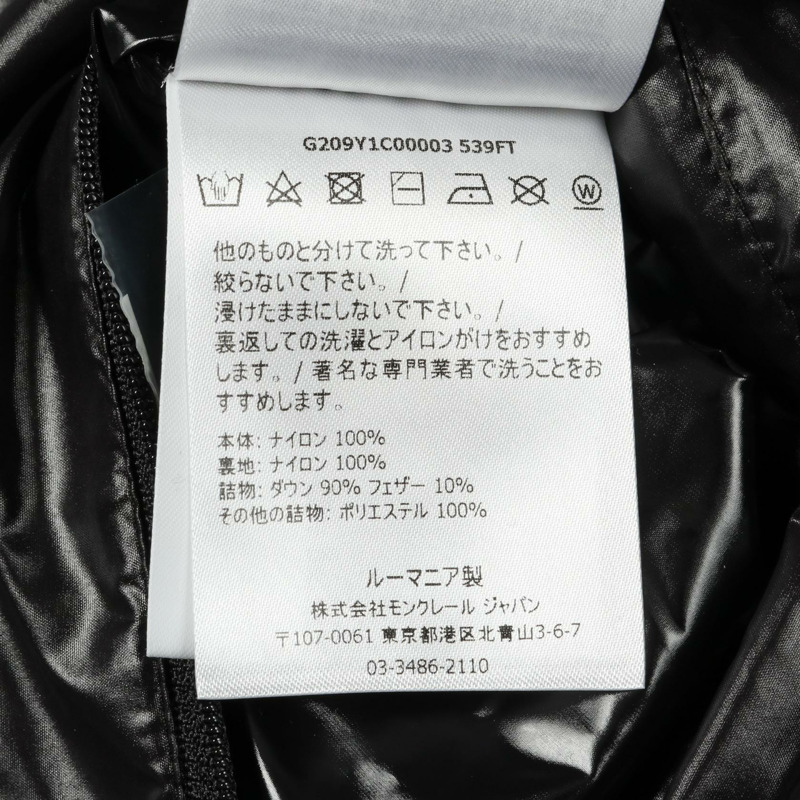 G209Y1C00003 539FT
W
他のものと分けて洗って下さい。/
絞らないで下さい。/
浸けたままにしないで下さい。/
裏返しての洗濯とアイロンがけをおすすめ
します。/ 著名な専門業者で洗うことをお
すすめします。
本体: ナイロン 100%
裏地: ナイロン 100%
詰物: ダウン 90% フェザー 10%
その他の詰物: ポリエステル 100%
ルーマニア製
株式会社モンクレール ジャパン
〒107-0061 東京都港区北青山3-6-7
03-3486-2110